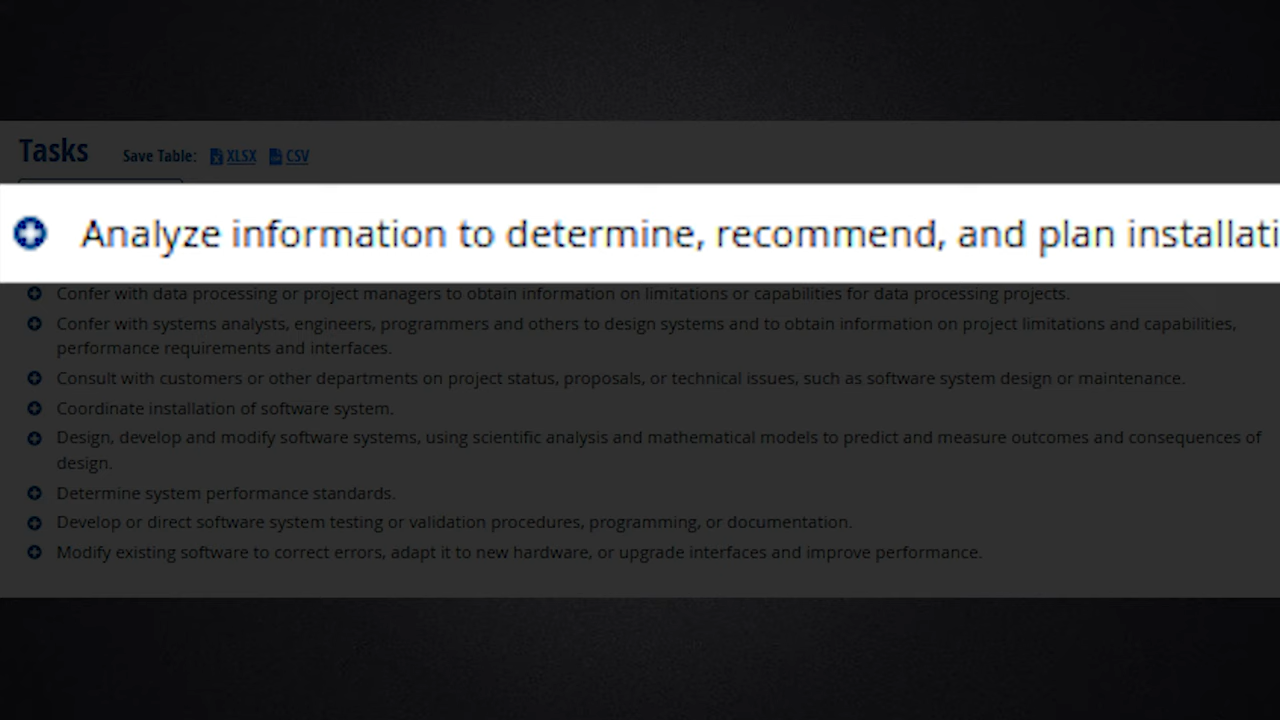 Tasks Save Table: XLSX CSV
Analyze information to determine, recommend, and plan installati
Confer with data processing or project managers to obtain information on limitations or capabilities for data processing projects.
Confer with systems analysts, engineers, programmers and others to design systems and to obtain information on project limitations and capabilities,
performance requirements and interfaces.
Consult with customers or other departments on project status, proposals, or technical issues, such as software system design or maintenance.
Coordinate installation of software system.
Design, develop and modify software systems, using scientific analysis and mathematical models to predict and measure outcomes and consequences of
design.
Determine system performance standards.
Develop or direct software system testing or validation procedures, programming, or documentation.
Modify existing software to correct errors, adapt it to new hardware, or upgrade interfaces and improve performance.